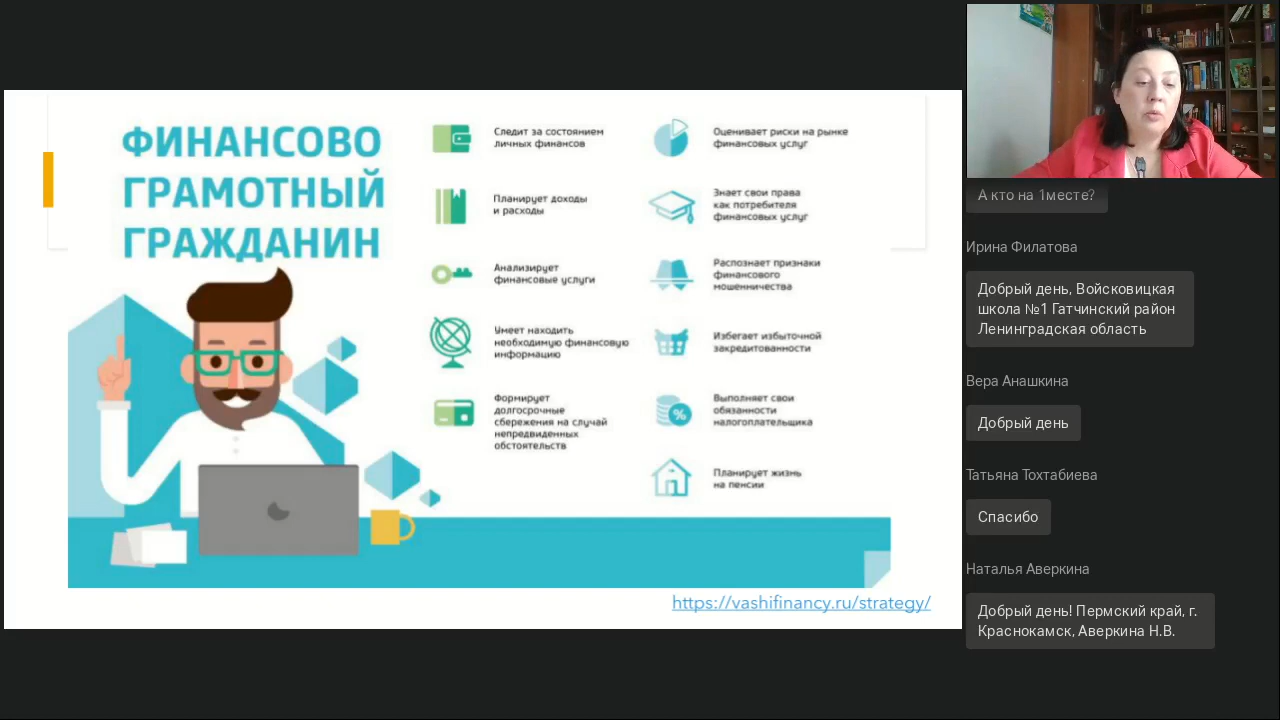 ФИНАНСОВО
ГРАМОТНЫЙ
ГРАЖДАНИН
Следит за состоянием
личных финансов
Планирует доходы
и расходы
Анализирует
финансовые услуги
Умеет находить
необходимую финансовую
информацию
Формирует
долгосрочные
сбережения на случай
непредвиденных
обстоятельств
Оценивает риски на рынке
финансовых услуг
Знает свои права
как потребителя
финансовых услуг
Распознает признаки
финансового
мошенничества
Избегает избыточной
закредитованности
%
Выполняет свои
обязанности
налогоплательщика
Планирует жизнь
на пенсии
https://vashifinancy.ru/strategy/
А кто на 1месте?
Ирина Филатова
Добрый день, Войсковицкая
школа №1 Гатчинский район
Ленинградская область
Вера Анашкина
Добрый день
Татьяна Тохтабиева
Спасибо
Наталья Аверкина
Добрый день! Пермский край, г.
Краснокамск, Аверкина Н.В.